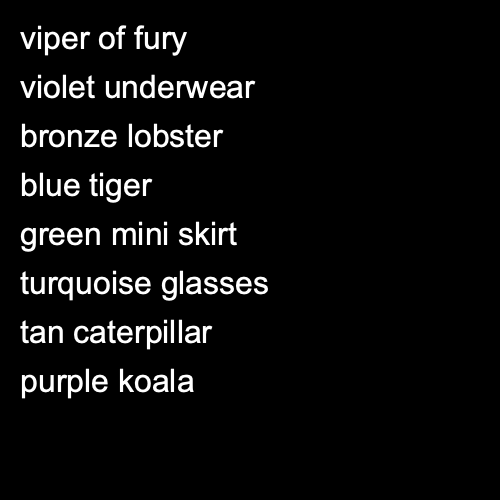 viper of fury
violet underwear
bronze lobster
blue tiger
green mini skirt
turquoise glasses
tan caterpillar
purple koala